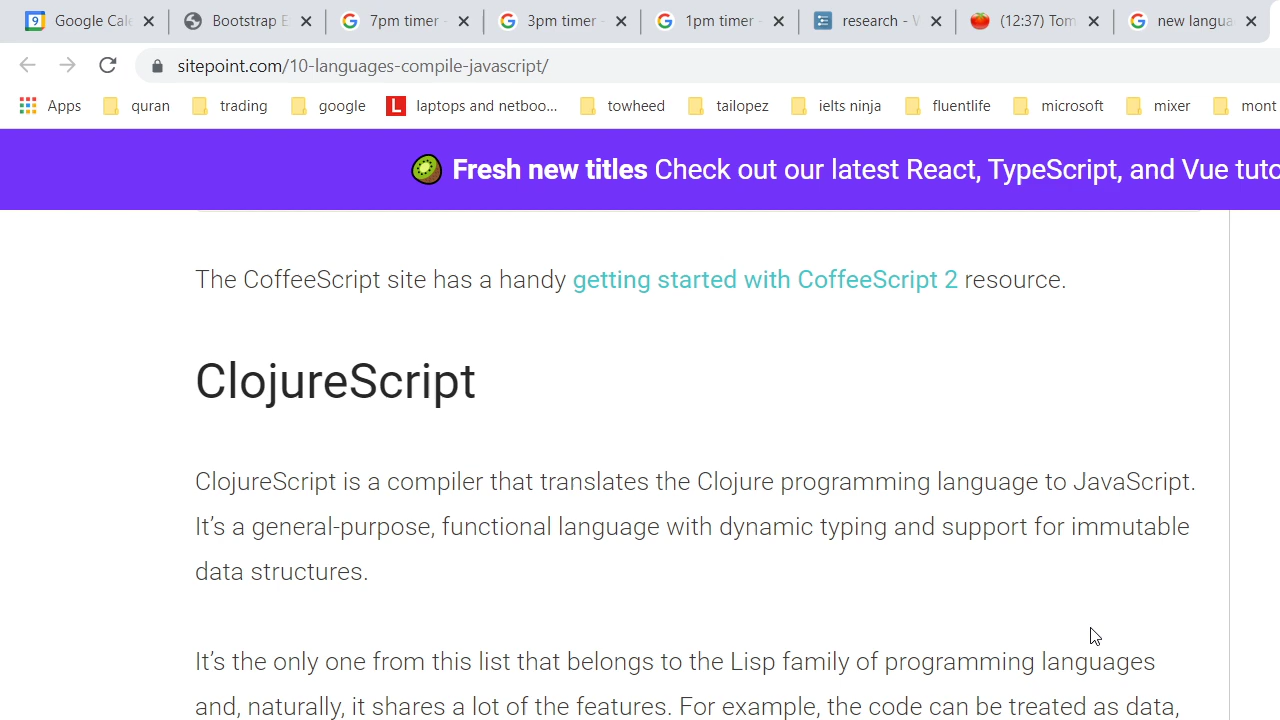 Google Cal Bootstrap E 7pm timer - 3pm timer - 1pm timer - research - W (12:37) Tom new langua
sitepoint.com/10-languages-compile-javascript/
Apps quran trading google L laptops and netboo... towheed tailopez ielts ninja fluentlife microsoft mixer mont
Fresh new titles Check out our latest React, TypeScript, and Vue tuto
The CoffeeScript site has a handy getting started with CoffeeScript 2 resource.
ClojureScript
ClojureScript is a compiler that translates the Clojure programming language to JavaScript.
It’s a general-purpose, functional language with dynamic typing and support for immutable
data structures.
It’s the only one from this list that belongs to the Lisp family of programming languages
and, naturally, it shares a lot of the features. For example, the code can be treated as data,